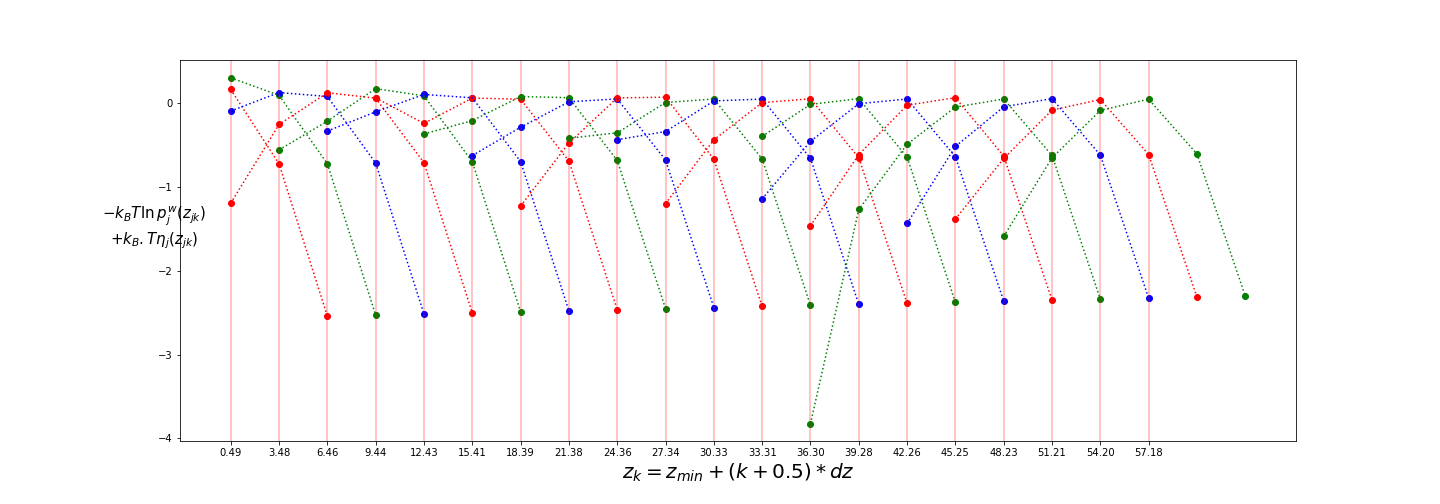 0
−1
−2
−3
−4
$-k_BT\ln p_j^w(z_{jk})$
$+k_B.T\eta_j(z_{jk})$
0.49 3.48 6.46 9.44 12.43 15.41 18.39 21.38 24.36 27.34 30.33 33.31 36.30 39.28 42.26 45.25 48.23 51.21 54.20 57.18
$z_k = z_{min} + (k + 0.5) * dz$